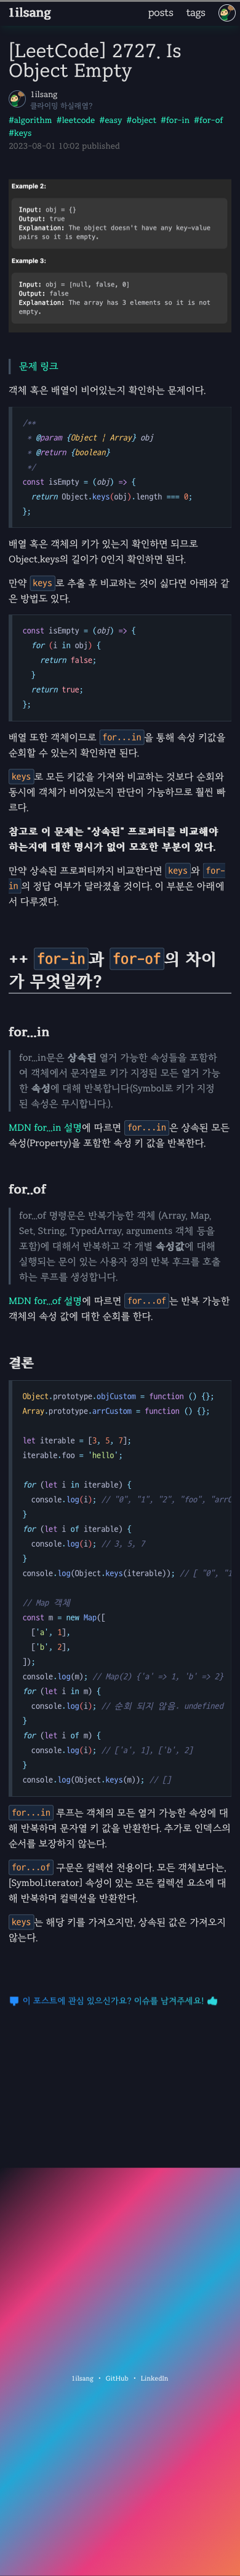 1ilsang
posts tags
[LeetCode] 2727. Is
Object Empty
1ilsang
클라이밍 하실래염?
#algorithm #leetcode #easy #object #for-in #for-of
#keys
2023-08-01 10:02 published
Example 2:
Input: obj = {}
Output: true
Explanation: The object doesn't have any key-value
pairs so it is empty.
Example 3:
Input: obj = [null, false, 0]
Output: false
Explanation: The array has 3 elements so it is not
empty.
문제 링크
객체 혹은 배열이 비어있는지 확인하는 문제이다.
/**
 * @param {Object | Array} obj
 * @return {boolean}
 */
const isEmpty = (obj) => {
  return Object.keys(obj).length === 0;
};
배열 혹은 객체의 키가 있는지 확인하면 되므로
Object.keys의 길이가 0인지 확인하면 된다.
만약 keys로 추출 후 비교하는 것이 싫다면 아래와 같
은 방법도 있다.
const isEmpty = (obj) => {
  for (i in obj) {
    return false;
  }
  return true;
};
배열 또한 객체이므로 for...in을 통해 속성 키값을
순회할 수 있는지 확인하면 된다.
keys로 모든 키값을 가져와 비교하는 것보다 순회와
동시에 객체가 비어있는지 판단이 가능하므로 훨씬 빠
르다.
참고로 이 문제는 "상속된" 프로퍼티를 비교해야
하는지에 대한 명시가 없어 모호한 부분이 있다.
만약 상속된 프로퍼티까지 비교한다면 keys와 for-
in의 정답 여부가 달라졌을 것이다. 이 부분은 아래에
서 다루겠다.
++ for-in과 for-of의 차이
가 무엇일까?
for...in
for...in문은 상속된 열거 가능한 속성들을 포함하
여 객체에서 문자열로 키가 지정된 모든 열거 가능
한 속성에 대해 반복합니다(Symbol로 키가 지정
된 속성은 무시합니다.).
MDN for...in 설명에 따르면 for...in은 상속된 모든
속성(Property)을 포함한 속성 키 값을 반복한다.
for..of
for...of 명령문은 반복가능한 객체 (Array, Map,
Set, String, TypedArray, arguments 객체 등을
포함)에 대해서 반복하고 각 개별 속성값에 대해
실행되는 문이 있는 사용자 정의 반복 후크를 호출
하는 루프를 생성합니다.
MDN for...of 설명에 따르면 for...of는 반복 가능한
객체의 속성 값에 대한 순회를 한다.
결론
Object.prototype.objCustom = function () {};
Array.prototype.arrCustom = function () {};
let iterable = [3, 5, 7];
iterable.foo = 'hello';
for (let i in iterable) {
  console.log(i); // "0", "1", "2", "foo", "arrC
}
for (let i of iterable) {
  console.log(i); // 3, 5, 7
}
console.log(Object.keys(iterable)); // [ "0", "1
// Map 객체
const m = new Map([
  ['a', 1],
  ['b', 2],
]);
console.log(m); // Map(2) {'a' => 1, 'b' => 2}
for (let i in m) {
  console.log(i); // 순회 되지 않음. undefined
}
for (let i of m) {
  console.log(i); // ['a', 1], ['b', 2]
}
console.log(Object.keys(m)); // []
for...in 루프는 객체의 모든 열거 가능한 속성에 대
해 반복하며 문자열 키 값을 반환한다. 추가로 인덱스의
순서를 보장하지 않는다.
for...of 구문은 컬렉션 전용이다. 모든 객체보다는,
[Symbol.iterator] 속성이 있는 모든 컬렉션 요소에 대
해 반복하며 컬렉션을 반환한다.
keys는 해당 키를 가져오지만, 상속된 값은 가져오지
않는다.
이 포스트에 관심 있으신가요? 이슈를 남겨주세요!
1ilsang • GitHub • LinkedIn